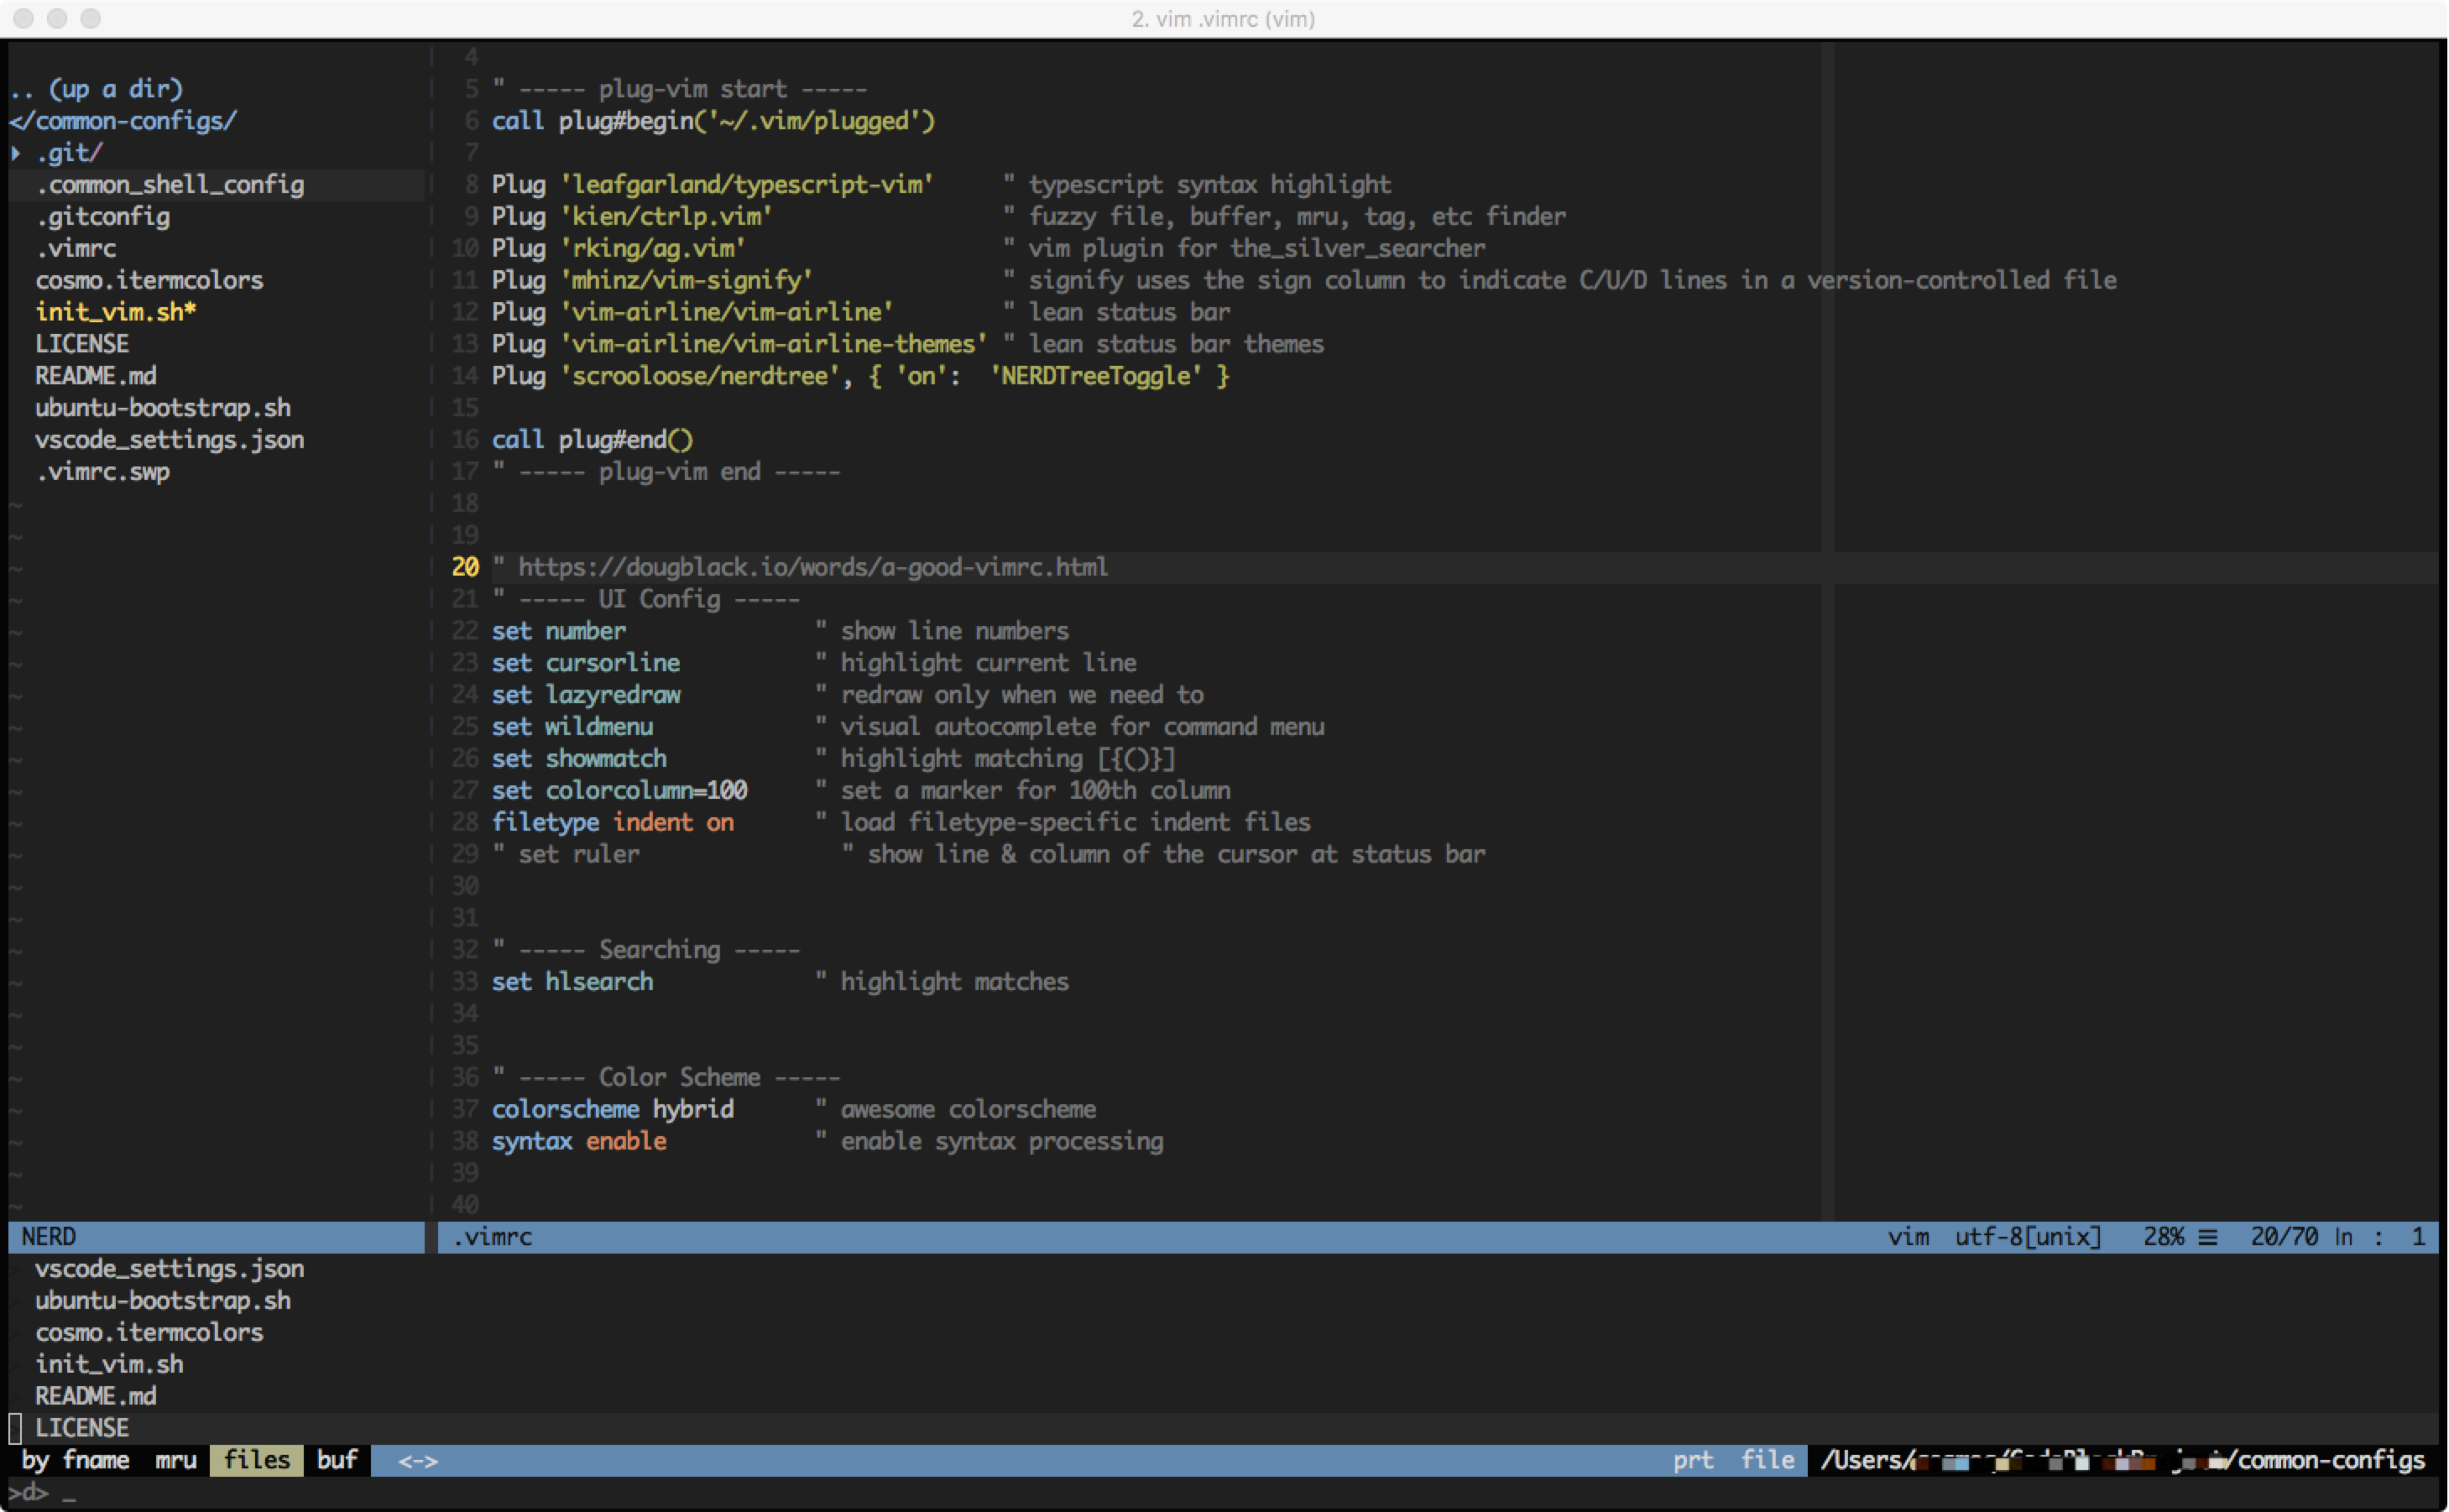 2. vim .vimrc (vim)
.. (up a dir)
</common-configs/
▸ .git/
.common_shell_config
.gitconfig
.vimrc
cosmo.itermcolors
init_vim.sh*
LICENSE
README.md
ubuntu-bootstrap.sh
vscode_settings.json
.vimrc.swp
4
5 " ----- plug-vim start -----
6 call plug#begin('~/.vim/plugged')
7
8 Plug 'leafgarland/typescript-vim'     " typescript syntax highlight
9 Plug 'kien/ctrlp.vim'                 " fuzzy file, buffer, mru, tag, etc finder
10 Plug 'rking/ag.vim'                   " vim plugin for the_silver_searcher
11 Plug 'mhinz/vim-signify'              " signify uses the sign column to indicate C/U/D lines in a version-controlled file
12 Plug 'vim-airline/vim-airline'        " lean status bar
13 Plug 'vim-airline/vim-airline-themes' " lean status bar themes
14 Plug 'scrooloose/nerdtree', { 'on':  'NERDTreeToggle' }
15
16 call plug#end()
17 " ----- plug-vim end -----
18
19
20 " https://dougblack.io/words/a-good-vimrc.html
21 " ----- UI Config -----
22 set number              " show line numbers
23 set cursorline          " highlight current line
24 set lazyredraw          " redraw only when we need to
25 set wildmenu            " visual autocomplete for command menu
26 set showmatch           " highlight matching [{()}]
27 set colorcolumn=100     " set a marker for 100th column
28 filetype indent on      " load filetype-specific indent files
29 " set ruler               " show line & column of the cursor at status bar
30
31
32 " ----- Searching -----
33 set hlsearch            " highlight matches
34
35
36 " ----- Color Scheme -----
37 colorscheme hybrid      " awesome colorscheme
38 syntax enable           " enable syntax processing
39
40
NERD
.vimrc vim utf-8[unix] 28% ☰ 20/70 ln : 1
vscode_settings.json
ubuntu-bootstrap.sh
cosmo.itermcolors
init_vim.sh
README.md
LICENSE
by fname mru files buf <-> prt file /Users/ /common-configs
>d> _